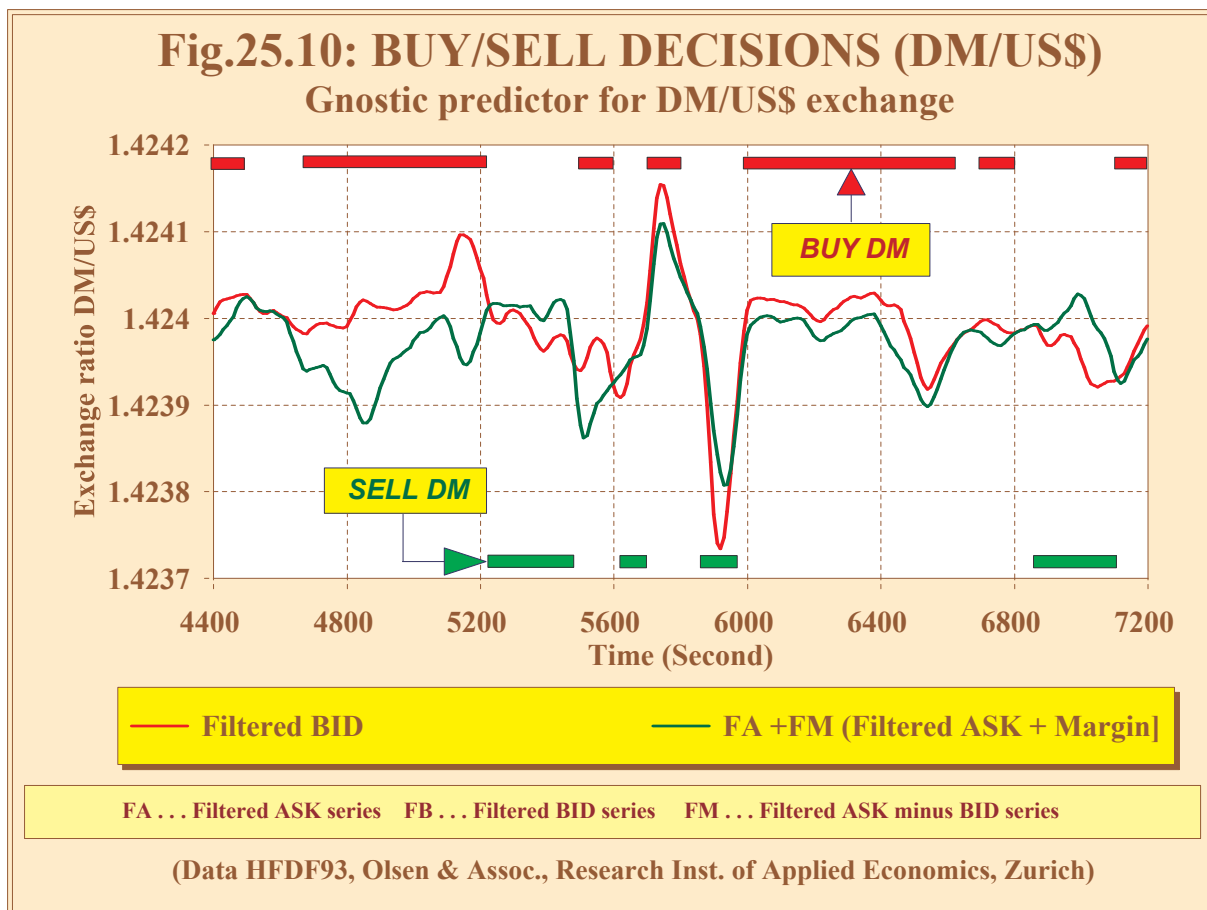 Fig.25.10: BUY/SELL DECISIONS (DM/US$)
Gnostic predictor for DM/US$ exchange
Exchange ratio DM/US$
1.4242
1.4241
1.424
1.4239
1.4238
1.4237
BUY DM
SELL DM
4400 4800 5200 5600 6000 6400 6800 7200
Time (Second)
Filtered BID
FA +FM (Filtered ASK + Margin]
FA . . . Filtered ASK series FB . . . Filtered BID series FM . . . Filtered ASK minus BID series
(Data HFDF93, Olsen & Assoc., Research Inst. of Applied Economics, Zurich)